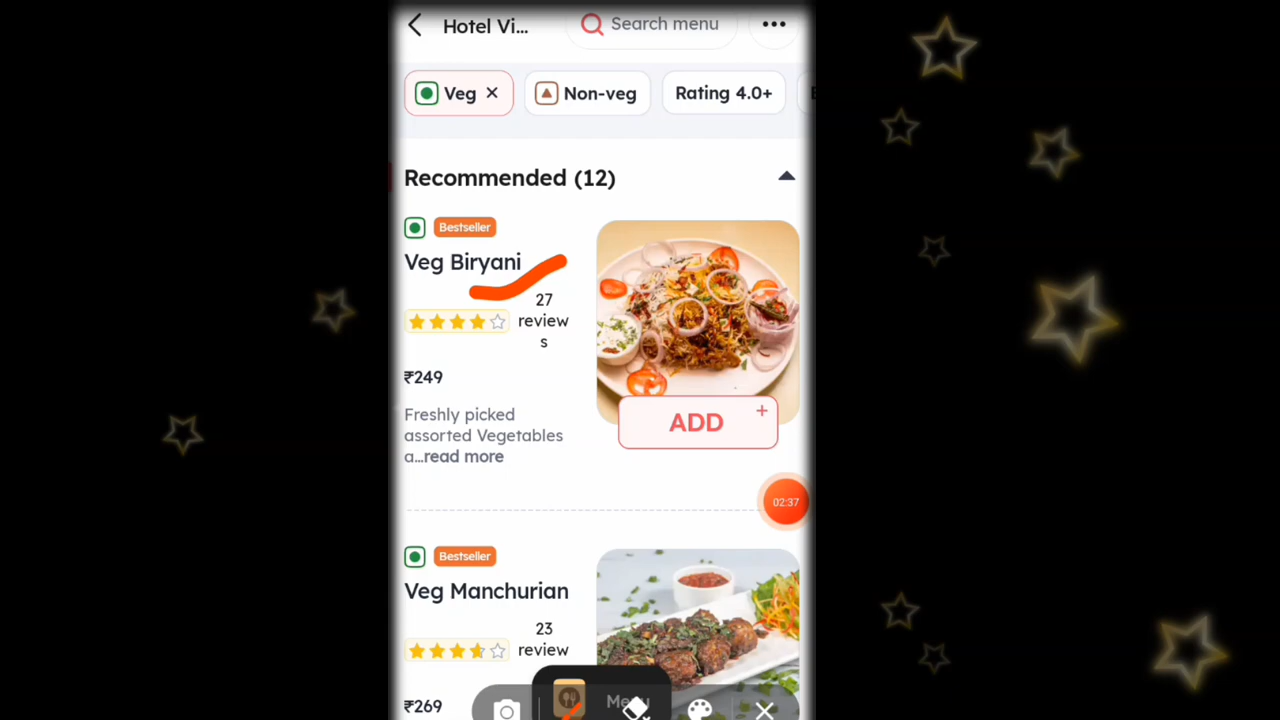 Hotel Vi...
Search menu
Veg
Non-veg
Rating 4.0+
Recommended (12)
Bestseller
Veg Biryani
27
review
s
₹249
Freshly picked
assorted Vegetables
a...read more
ADD
02:37
Bestseller
Veg Manchurian
23
review
₹269